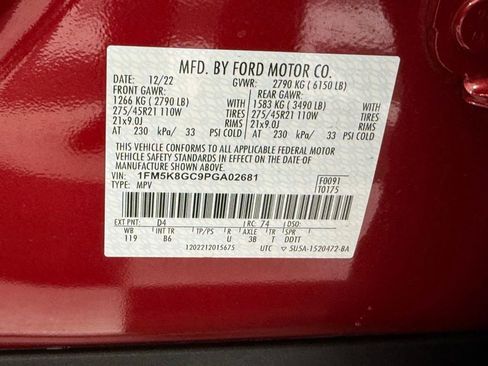 MFD. BY FORD MOTOR CO.
DATE: 12/22 GVWR: 2790 KG ( 6150 LB)
FRONT GAWR: REAR GAWR:
1266 KG ( 2790 LB) WITH 1583 KG ( 3490 LB) WITH
275/45R21 110W TIRES 275/45R21 110W TIRES
21x9.0J RIMS 21x9.0J RIMS
AT 230 kPa/ 33 PSI COLD AT 230 kPa/ 33 PSI COLD
THIS VEHICLE CONFORMS TO ALL APPLICABLE FEDERAL MOTOR
VEHICLE SAFETY STANDARDS IN EFFECT ON THE DATE OF
MANUFACTURE SHOWN ABOVE.
VIN: 1FM5K8GC9PGA02681 F0091
TYPE: MPV T0175
EXT PNT: D4 RC: 74 DSO:
WB INT TR TP/PS R AXLE TR SPR
119 B6 U 3B T DDTT
1202212015675 UTC ▽ 5U5A-1520472-BA